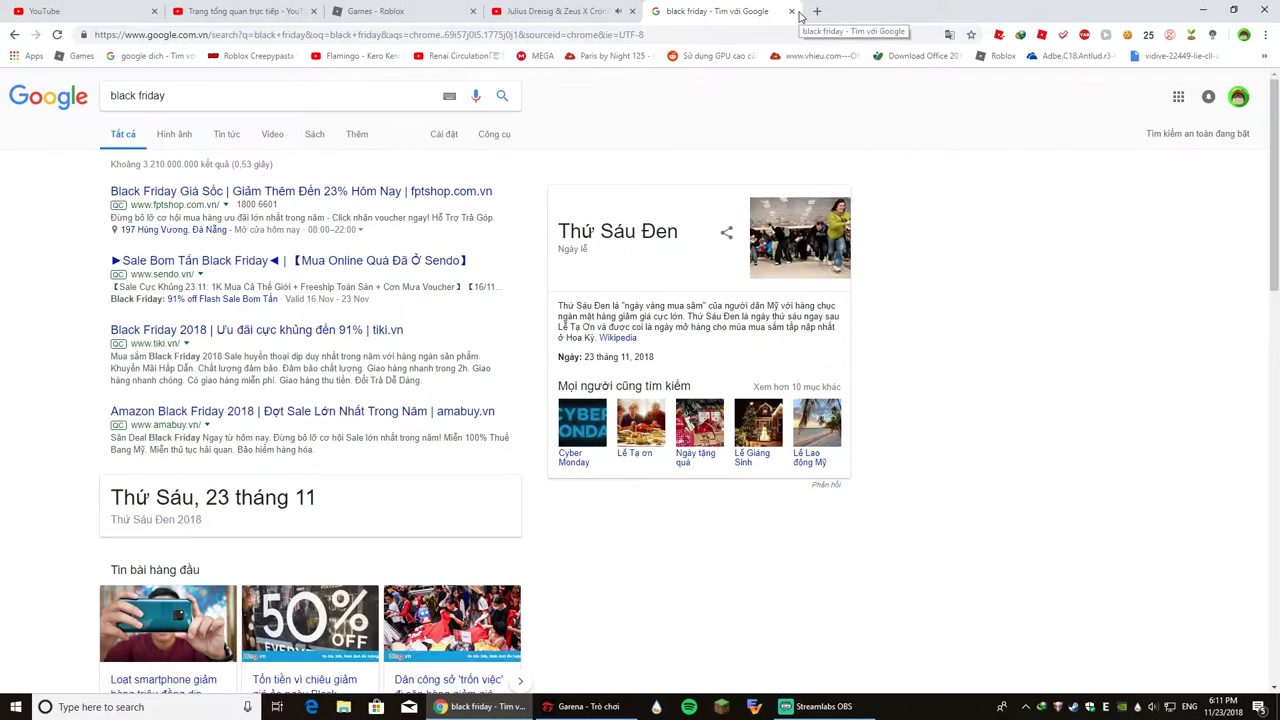 YouTube
Trang tổng quan trực tiếp - YouT
Games - Roblox
Julius Dreisig & Zeus X Cron
black friday - Tìm với Google
black friday - Tìm với Google
https://www.google.com.vn/search?q=black+friday&oq=black+friday&aqs=chrome..69i57j0l5.1775j0j1&sourceid=chrome&ie=UTF-8
Apps
Games
google dich - Tìm vớ
Roblox Creepypasta
Flamingo - Kero Kero
Renai Circulation
MEGA
Paris by Night 125 -
Sử dụng GPU cao
www.vhieu.com
Download Office 201
Roblox
Adbe.C18.Antlud.r3-
vidive-22449-lie-cll-
Google
black friday
Tất cả
Hình ảnh
Tin tức
Video
Sách
Thêm
Cài đặt
Công cụ
Tìm kiếm an toàn đang bật
Khoảng 3.210.000.000 kết quả (0,53 giây)
Black Friday Giá Sốc | Giảm Thêm Đến 23% Hôm Nay | fptshop.com.vn
QC www.fptshop.com.vn/ 1800 6601
Đừng bỏ lỡ cơ hội mua hàng ưu đãi lớn nhất trong năm - Click nhận voucher ngay! Hỗ Trợ Trả Góp.
197 Hùng Vương, Đà Nẵng - Mở cửa hôm nay · 08:00–22:00
►Sale Bom Tấn Black Friday◄ | 【Mua Online Quá Đã Ở Sendo】
QC www.sendo.vn/
【Sale Cực Khủng 23.11: 1K Mua Cả Thế Giới + Freeship Toàn Sàn + Cơn Mưa Voucher】【16/11...
Black Friday: 91% off Flash Sale Bom Tấn · Valid 16 Nov - 23 Nov
Black Friday 2018 | Ưu đãi cực khủng đến 91% | tiki.vn
QC www.tiki.vn/
Mua sắm Black Friday 2018 Sale huyền thoại dịp duy nhất trong năm với hàng ngàn sản phẩm.
Khuyến Mãi Hấp Dẫn. Chất lượng đảm bảo. Đảm bảo chất lượng. Giao hàng nhanh trong 2h. Giao
hàng nhanh chóng. Có giao hàng miễn phí. Giao hàng thu tiền. Đổi Trả Dễ Dàng.
Amazon Black Friday 2018 | Đợt Sale Lớn Nhất Trong Năm | amabuy.vn
QC www.amabuy.vn/
Săn Deal Black Friday Ngay từ hôm nay. Đừng bỏ lỡ cơ hội Sale lớn nhất trong năm! Miễn 100% Thuế
Bang Mỹ. Miễn thủ tục hải quan. Bảo hiểm hàng hóa.
Thứ Sáu, 23 tháng 11
Thứ Sáu Đen 2018
Tin bài hàng đầu
50% OFF
Loạt smartphone giảm
hàng triệu đồng dịp
Tốn tiền vì chiêu giảm
giá ảo ngày Black
Dân công sở 'trốn việc'
đi săn hàng giảm giá
Thứ Sáu Đen
Ngày lễ
Thứ Sáu Đen là "ngày vàng mua sắm" của người dân Mỹ với hàng chục
ngàn mặt hàng giảm giá cực lớn. Thứ Sáu Đen là ngày thứ sáu ngay sau
Lễ Tạ Ơn và được coi là ngày mở hàng cho mùa mua sắm tấp nập nhất
ở Hoa Kỳ. Wikipedia
Ngày: 23 tháng 11, 2018
Mọi người cũng tìm kiếm
Xem hơn 10 mục khác
CYBER
MONDA
Cyber
Monday
Lễ Tạ ơn
Ngày tặng
quà
Lễ Giáng
Sinh
Lễ Lao
động Mỹ
Phản hồi
Type here to search
black friday - Tìm v...
Garena - Trò chơi
Streamlabs OBS
6:11 PM
11/23/2018